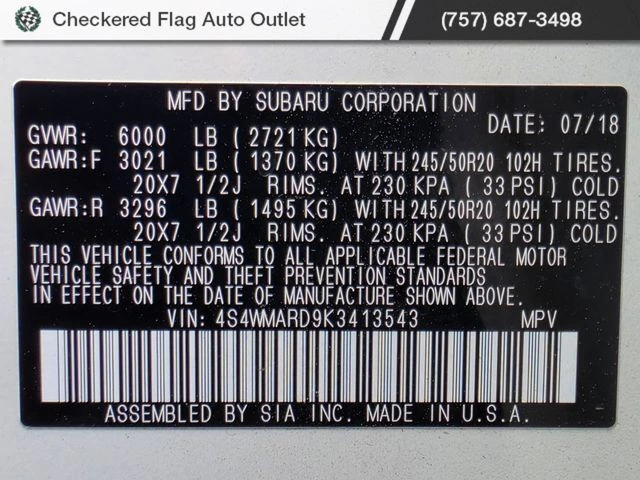 Checkered Flag Auto Outlet
(757) 687-3498
MFD BY SUBARU CORPORATION
DATE: 07/18
GVWR: 6000 LB (2721 KG)
GAWR:F 3021 LB (1370 KG) WITH 245/50R20 102H TIRES.
20X7 1/2J RIMS. AT 230 KPA (33 PSI) COLD
GAWR:R 3296 LB (1495 KG) WITH 245/50R20 102H TIRES.
20X7 1/2J RIMS. AT 230 KPA (33 PSI) COLD
THIS VEHICLE CONFORMS TO ALL APPLICABLE FEDERAL MOTOR
VEHICLE SAFETY AND THEFT PREVENTION STANDARDS
IN EFFECT ON THE DATE OF MANUFACTURE SHOWN ABOVE.
VIN: 4S4WMARD9K3413543 MPV
ASSEMBLED BY SIA INC. MADE IN U.S.A.